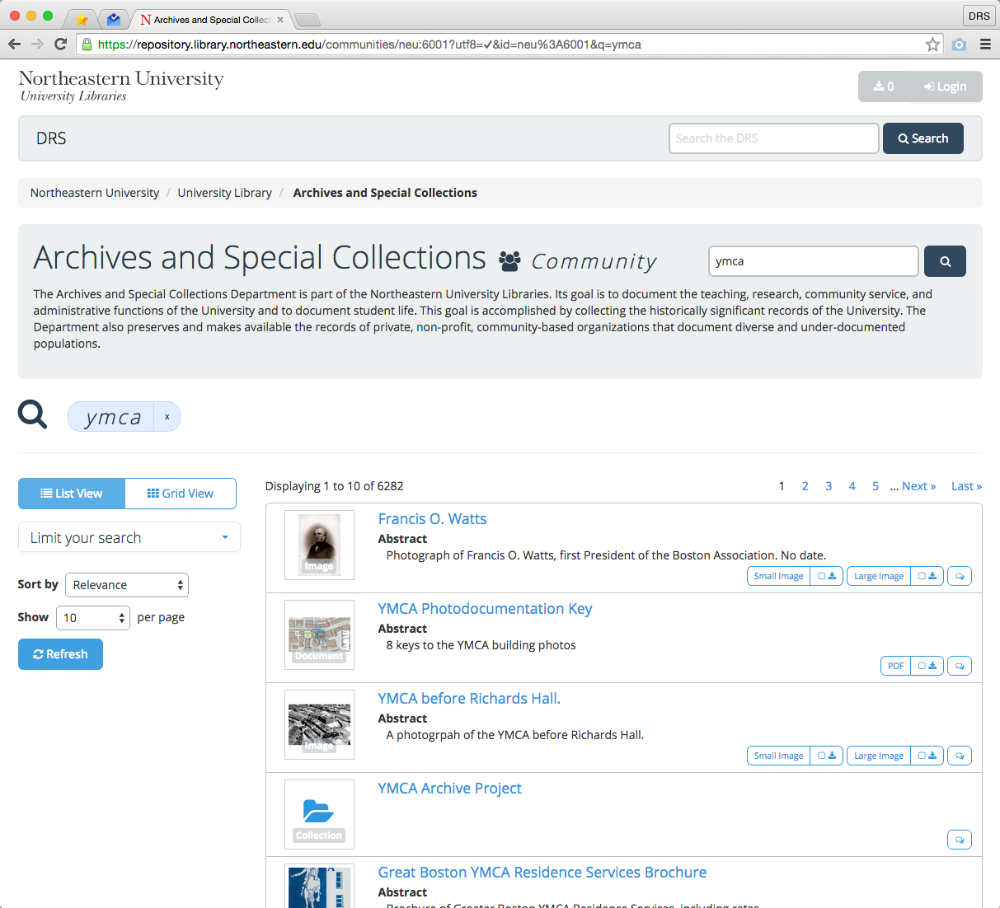 Archives and Special Collect
DRS
https://repository.library.northeastern.edu/communities/neu:6001?utf8=✓&id=neu%3A6001&q=ymca
Northeastern University
University Libraries
0
Login
DRS
Search the DRS
Search
Northeastern University / University Library / Archives and Special Collections
Archives and Special Collections Community
ymca
The Archives and Special Collections Department is part of the Northeastern University Libraries. Its goal is to document the teaching, research, community service, and
administrative functions of the University and to document student life. This goal is accomplished by collecting the historically significant records of the University. The
Department also preserves and makes available the records of private, non-profit, community-based organizations that document diverse and under-documented
populations.
ymca x
List View
Grid View
Limit your search
Sort by Relevance
Show 10 per page
Refresh
Displaying 1 to 10 of 6282
1 2 3 4 5 ... Next » Last »
Image
Francis O. Watts
Abstract
Photograph of Francis O. Watts, first President of the Boston Association. No date.
Small Image
Large Image
Document
YMCA Photodocumentation Key
Abstract
8 keys to the YMCA building photos
PDF
Image
YMCA before Richards Hall.
Abstract
A photogrpah of the YMCA before Richards Hall.
Small Image
Large Image
Collection
YMCA Archive Project
Great Boston YMCA Residence Services Brochure
Abstract
Brochure of Greater Boston YMCA Residence Services, including rates